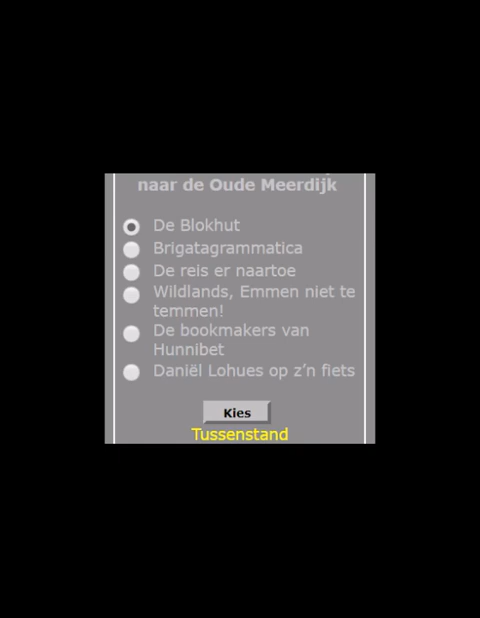 naar de Oude Meerdijk
De Blokhut
Brigatagrammatica
De reis er naartoe
Wildlands, Emmen niet te
temmen!
De bookmakers van
Hunnibet
Daniël Lohues op z'n fiets
Kies
Tussenstand